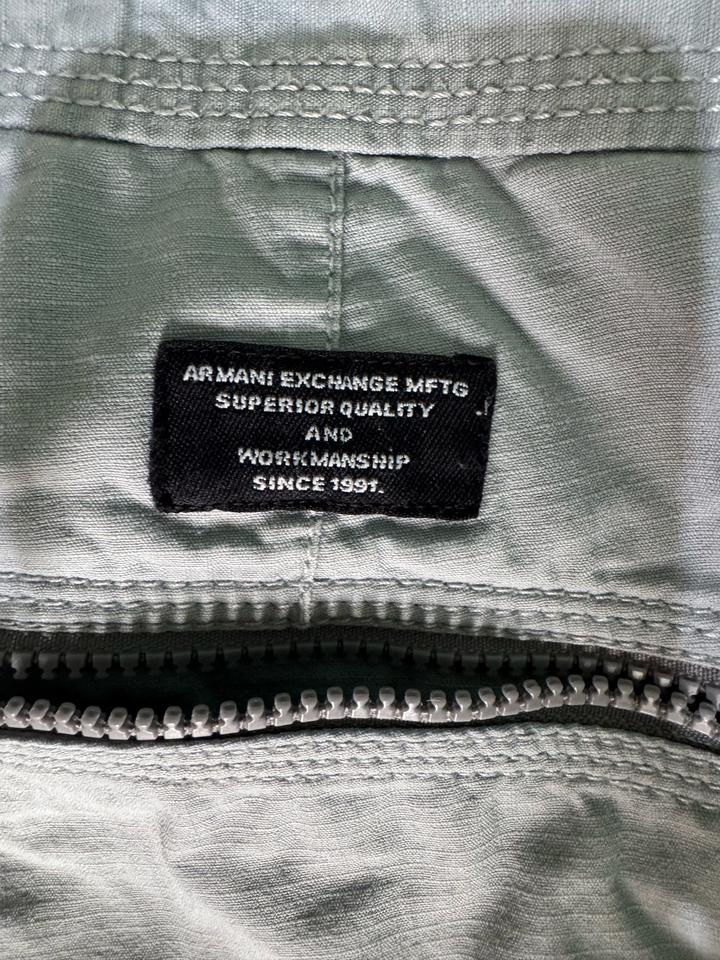 ARMANI EXCHANGE MFTG
SUPERIOR QUALITY
AND
WORKMANSHIP
SINCE 1991.